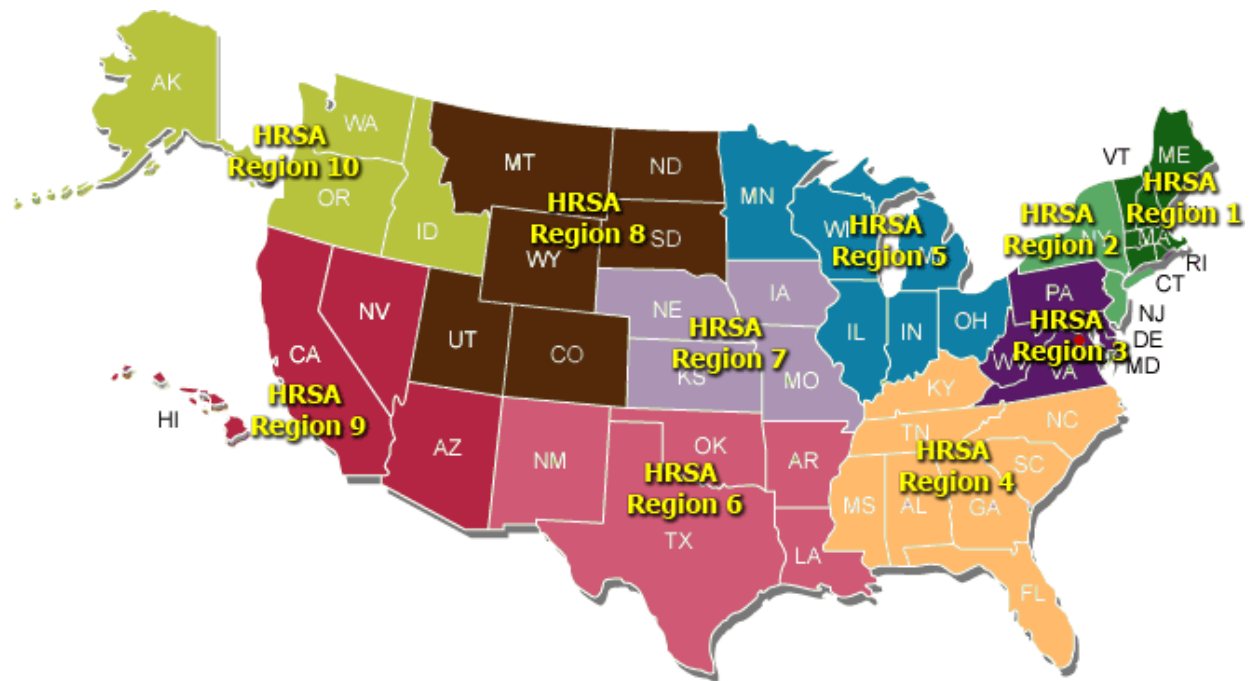 AK
WA
HRSA
Region 10
OR
ID
MT
ND
HRSA
Region 8
SD
WY
UT
CO
MN
WI
HRSA
Region 5
MI
IL
IN
OH
VT
ME
HRSA
Region 1
MA
HRSA
Region 2
NY
RI
CT
NJ
DE
MD
PA
HRSA
Region 3
WV
VA
NE
IA
HRSA
Region 7
KS
MO
CA
NV
HRSA
Region 9
HI
AZ
NM
OK
AR
HRSA
Region 6
TX
LA
KY
NC
TN
HRSA
Region 4
SC
MS
AL
GA
FL